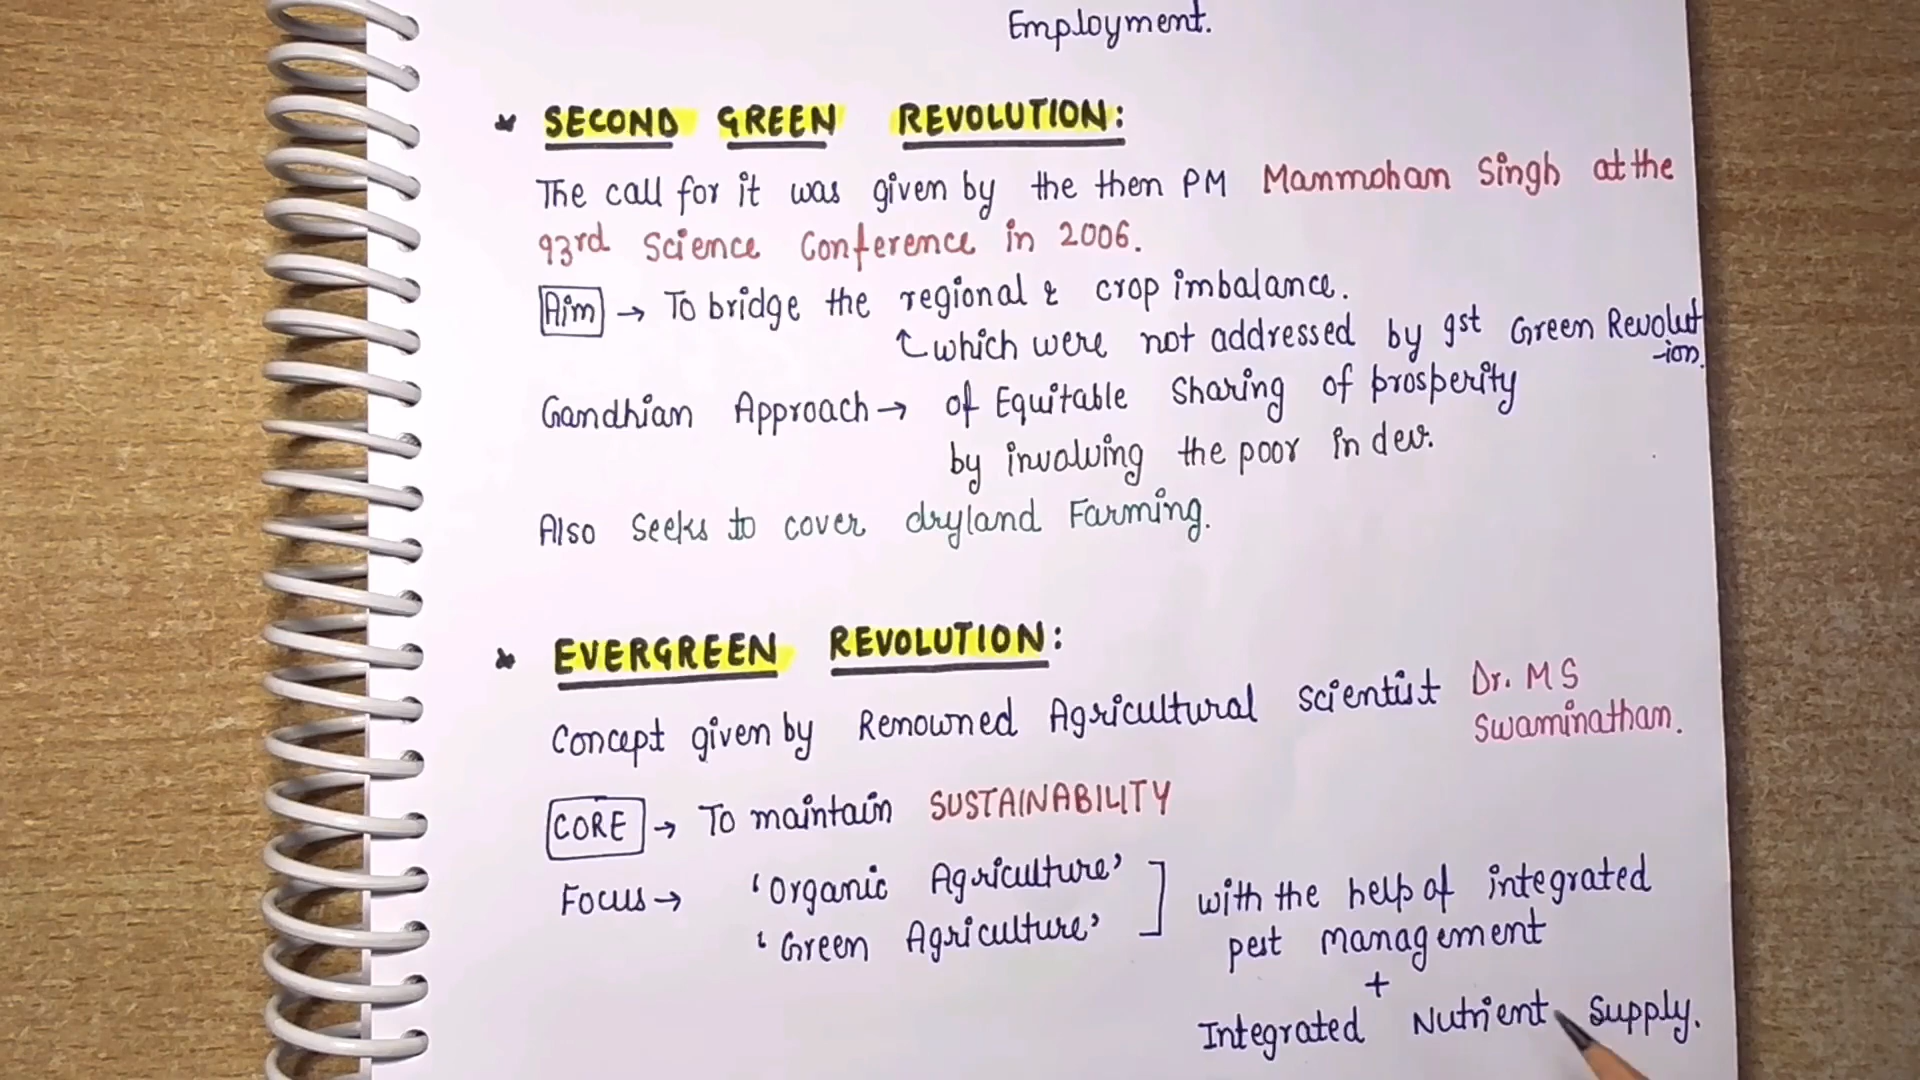 Employment.
* SECOND GREEN REVOLUTION:
The call for it was given by the then PM Manmohan Singh at the
93rd Science Conference in 2006.
Aim → To bridge the regional & crop imbalance.
which were not addressed by 1st Green Revolut
-ion.
Gandhian Approach → of Equitable Sharing of prosperity
by involving the poor in dev.
Also Seeks to cover dryland Farming.
* EVERGREEN REVOLUTION:
Concept given by Renowned Agricultural Scientist Dr. M S
Swaminathan.
CORE → To maintain SUSTAINABILITY
Focus → 'Organic Agriculture' ] with the help of integrated
'Green Agriculture' pest management
+
Integrated Nutrient Supply.